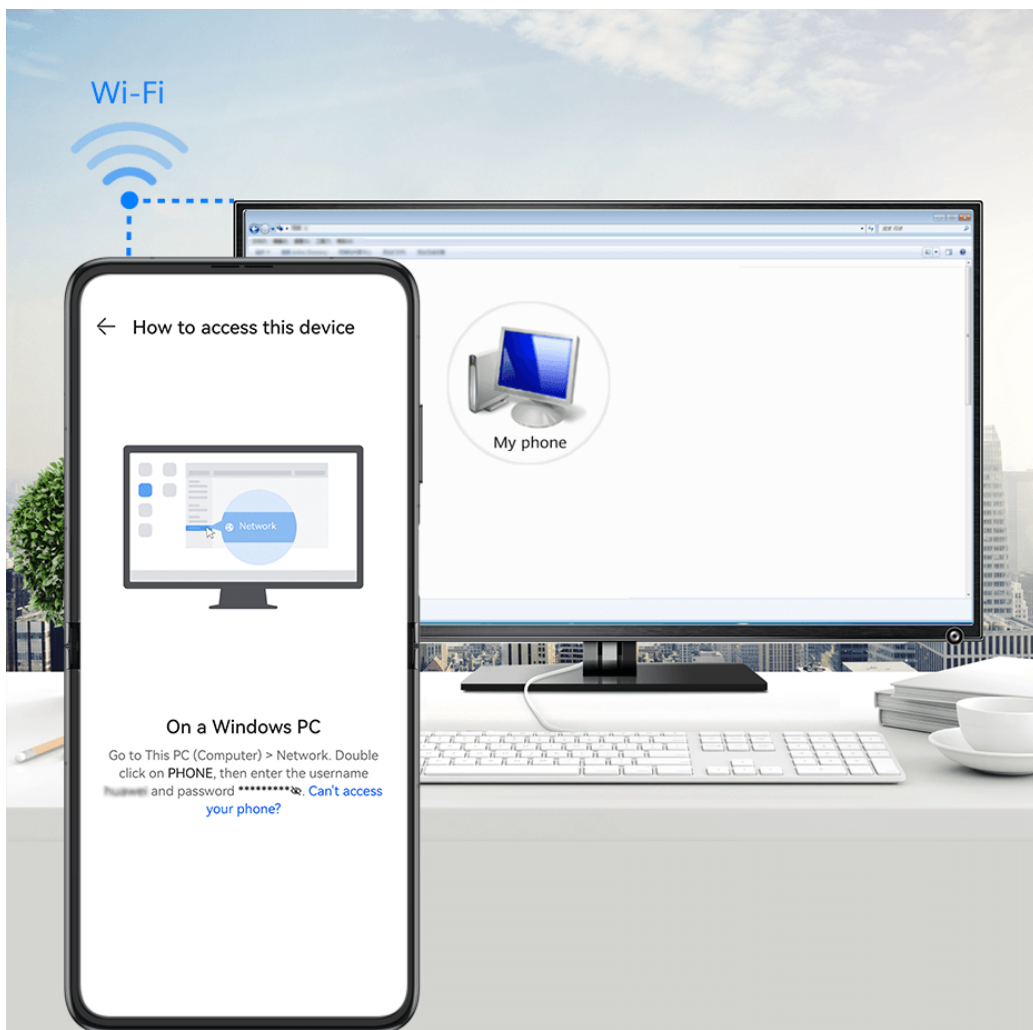 Wi-Fi
How to access this device
Network
On a Windows PC
Go to This PC (Computer) > Network. Double
click on PHONE, then enter the username
and password *********. Can't access
your phone?
My phone